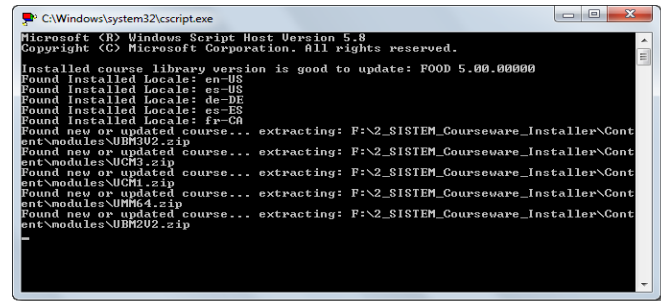 C:\Windows\system32\cscript.exe
Microsoft (R) Windows Script Host Version 5.8
Copyright (C) Microsoft Corporation. All rights reserved.
Installed course library version is good to update: FOOD 5.00.00000
Found Installed Locale: en-US
Found Installed Locale: es-US
Found Installed Locale: de-DE
Found Installed Locale: es-ES
Found Installed Locale: fr-CA
Found new or updated course... extracting: F:\2_SISTEM_Courseware_Installer\Cont
ent\modules\UBM3V2.zip
Found new or updated course... extracting: F:\2_SISTEM_Courseware_Installer\Cont
ent\modules\UCM3.zip
Found new or updated course... extracting: F:\2_SISTEM_Courseware_Installer\Cont
ent\modules\UCM1.zip
Found new or updated course... extracting: F:\2_SISTEM_Courseware_Installer\Cont
ent\modules\UMM64.zip
Found new or updated course... extracting: F:\2_SISTEM_Courseware_Installer\Cont
ent\modules\UBM2V2.zip